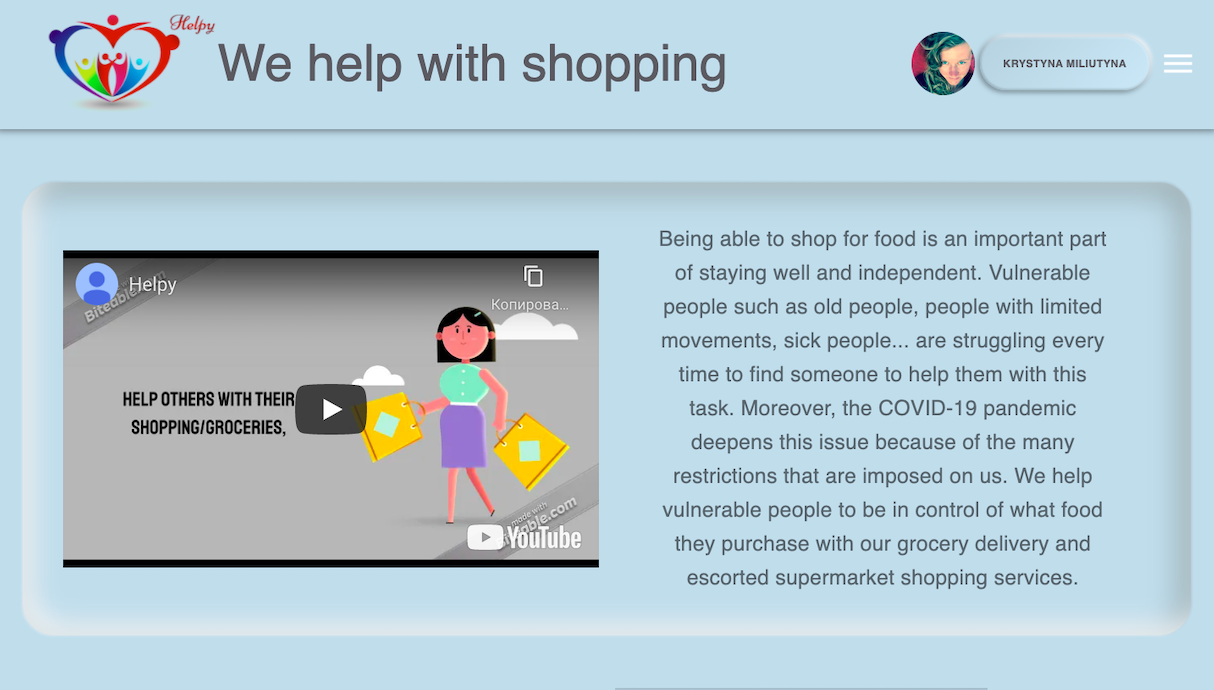 Helpy
We help with shopping
KRYSTYNA MILIUTYNA
Helpy
Копирова...
Biteable
HELP OTHERS WITH THEIR
SHOPPING/GROCERIES,
made with
Biteable.com
YouTube
Being able to shop for food is an important part
of staying well and independent. Vulnerable
people such as old people, people with limited
movements, sick people... are struggling every
time to find someone to help them with this
task. Moreover, the COVID-19 pandemic
deepens this issue because of the many
restrictions that are imposed on us. We help
vulnerable people to be in control of what food
they purchase with our grocery delivery and
escorted supermarket shopping services.